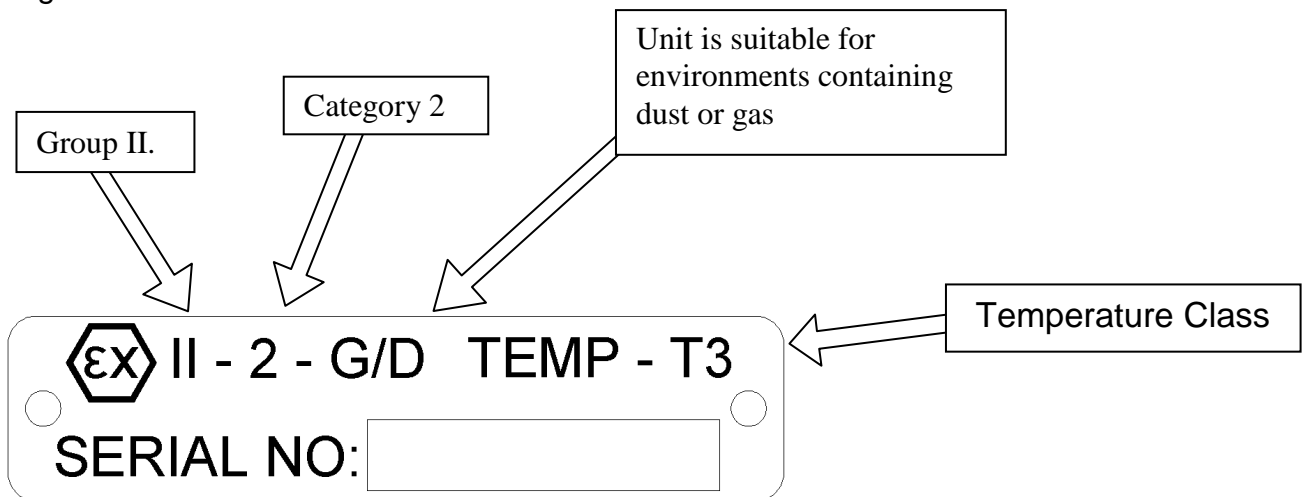 Unit is suitable for
environments containing
dust or gas
Category 2
Group II.
Temperature Class
εx II - 2 - G/D TEMP - T3
SERIAL NO: